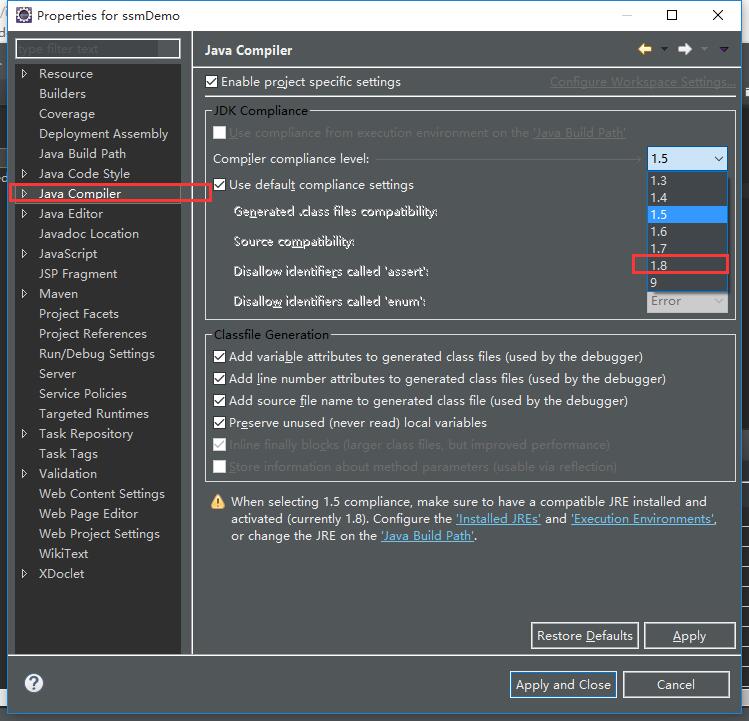 Properties for ssmDemo
type filter text
Resource
Builders
Coverage
Deployment Assembly
Java Build Path
Java Code Style
Java Compiler
Java Editor
Javadoc Location
JavaScript
JSP Fragment
Maven
Project Facets
Project References
Run/Debug Settings
Server
Service Policies
Targeted Runtimes
Task Repository
Task Tags
Validation
Web Content Settings
Web Page Editor
Web Project Settings
WikiText
XDoclet
Java Compiler
Enable project specific settings
Configure Workspace Settings...
JDK Compliance
Use compliance from execution environment on the 'Java Build Path'
Compiler compliance level:
1.5
Use default compliance settings
Generated .class files compatibility:
Source compatibility:
Disallow identifiers called 'assert':
Disallow identifiers called 'enum':
1.3
1.4
1.5
1.6
1.7
1.8
9
Error
Classfile Generation
Add variable attributes to generated class files (used by the debugger)
Add line number attributes to generated class files (used by the debugger)
Add source file name to generated class file (used by the debugger)
Preserve unused (never read) local variables
Inline finally blocks (larger class files, but improved performance)
Store information about method parameters (usable via reflection)
When selecting 1.5 compliance, make sure to have a compatible JRE installed and
activated (currently 1.8). Configure the 'Installed JREs' and 'Execution Environments',
or change the JRE on the 'Java Build Path'.
Restore Defaults
Apply
?
Apply and Close
Cancel